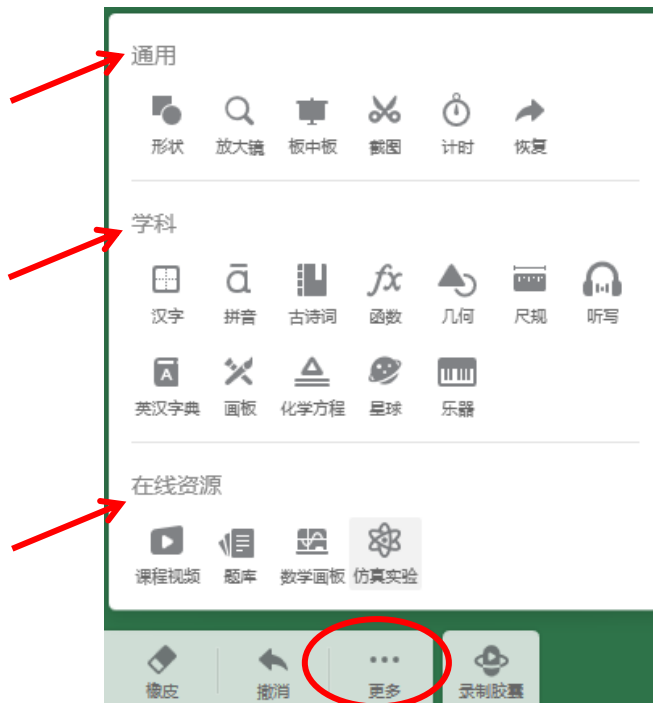 通用
形状 放大镜 板中板 截图 计时 恢复
学科
汉字 拼音 古诗词 函数 几何 尺规 听写
英汉字典 画板 化学方程 星球 乐器
在线资源
课程视频 题库 数学画板 仿真实验
橡皮 撤消 更多 录制胶囊